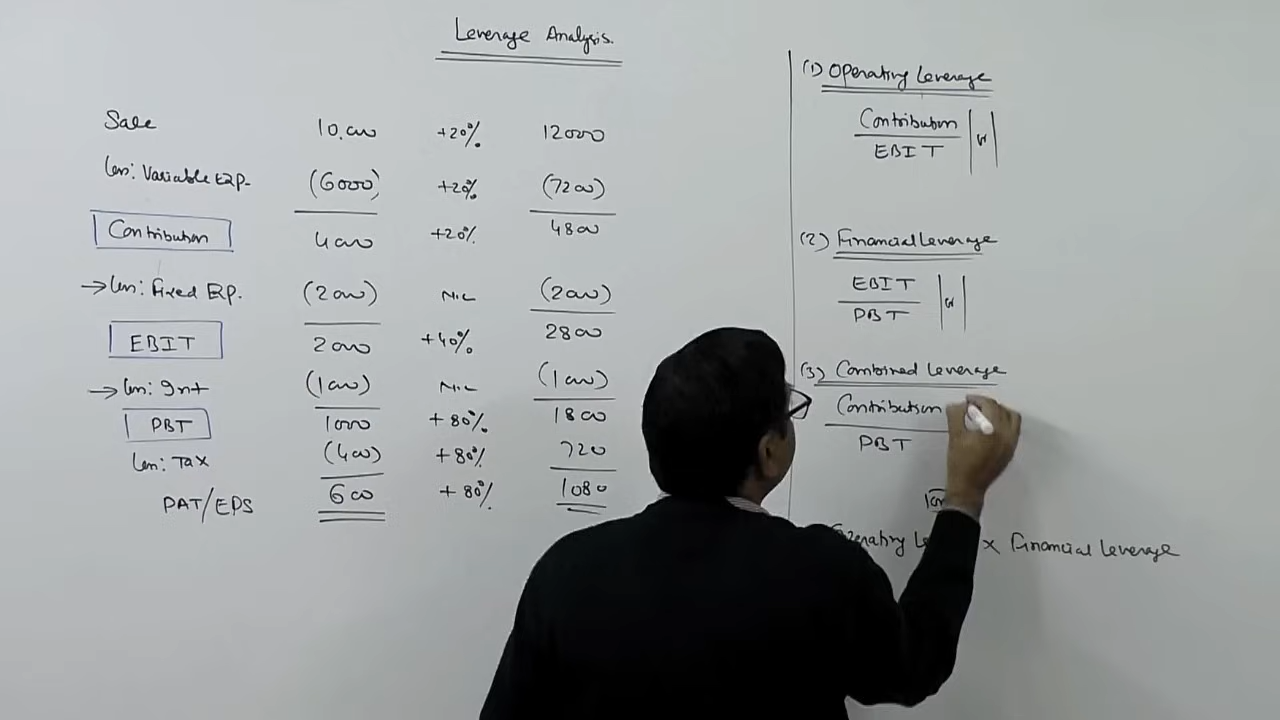 Leverage Analysis.
Sale 10,000 +20% 12000
Less: Variable Exp. (6000) +20% (7200)
Contribution 4000 +20% 4800
→ Less: Fixed Exp. (2000) Nil (2000)
EBIT 2000 +40% 2800
→ Less: Int (1000) Nil (1000)
PBT 1000 +80% 1800
Less: Tax (400) +80% 720
PAT/EPS 600 +80% 1080
(1) Operating Leverage
Contribution
EBIT
or
(2) Financial Leverage
EBIT
PBT
or
(3) Combined Leverage
Contribution
PBT
Operating × Financial Leverage